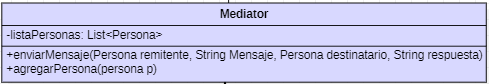 Mediator
-listaPersonas: List<Persona>
+enviarMensaje(Persona remitente, String Mensaje, Persona destinatario, String respuesta)
+agregarPersona(persona p)